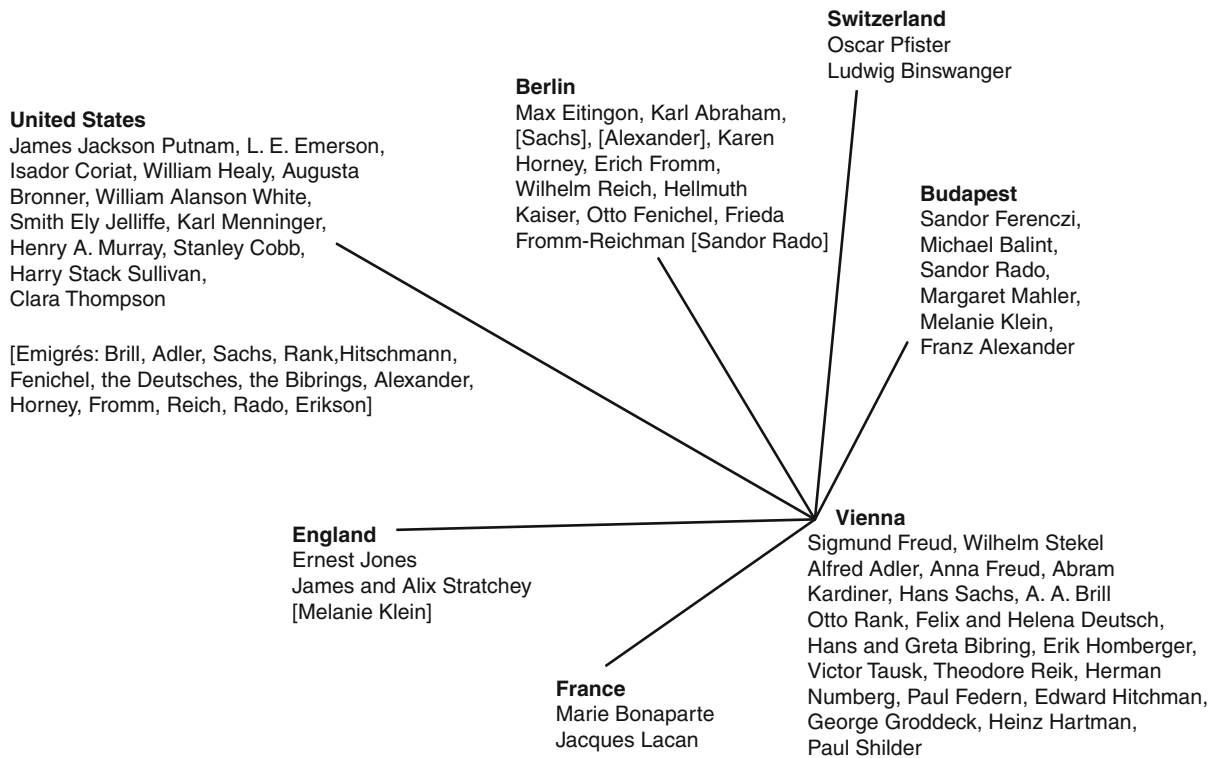 Switzerland
Oscar Pfister
Ludwig Binswanger
Berlin
Max Eitingon, Karl Abraham,
[Sachs], [Alexander], Karen
Horney, Erich Fromm,
Wilhelm Reich, Hellmuth
Kaiser, Otto Fenichel, Frieda
Fromm-Reichman [Sandor Rado]
United States
James Jackson Putnam, L. E. Emerson,
Isador Coriat, William Healy, Augusta
Bronner, William Alanson White,
Smith Ely Jelliffe, Karl Menninger,
Henry A. Murray, Stanley Cobb,
Harry Stack Sullivan,
Clara Thompson
[Emigrés: Brill, Adler, Sachs, Rank,Hitschmann,
Fenichel, the Deutsches, the Bibrings, Alexander,
Horney, Fromm, Reich, Rado, Erikson]
Budapest
Sandor Ferenczi,
Michael Balint,
Sandor Rado,
Margaret Mahler,
Melanie Klein,
Franz Alexander
England
Ernest Jones
James and Alix Stratchey
[Melanie Klein]
Vienna
Sigmund Freud, Wilhelm Stekel
Alfred Adler, Anna Freud, Abram
Kardiner, Hans Sachs, A. A. Brill
Otto Rank, Felix and Helena Deutsch,
Hans and Greta Bibring, Erik Homberger,
Victor Tausk, Theodore Reik, Herman
Numberg, Paul Federn, Edward Hitchman,
George Groddeck, Heinz Hartman,
Paul Shilder
France
Marie Bonaparte
Jacques Lacan